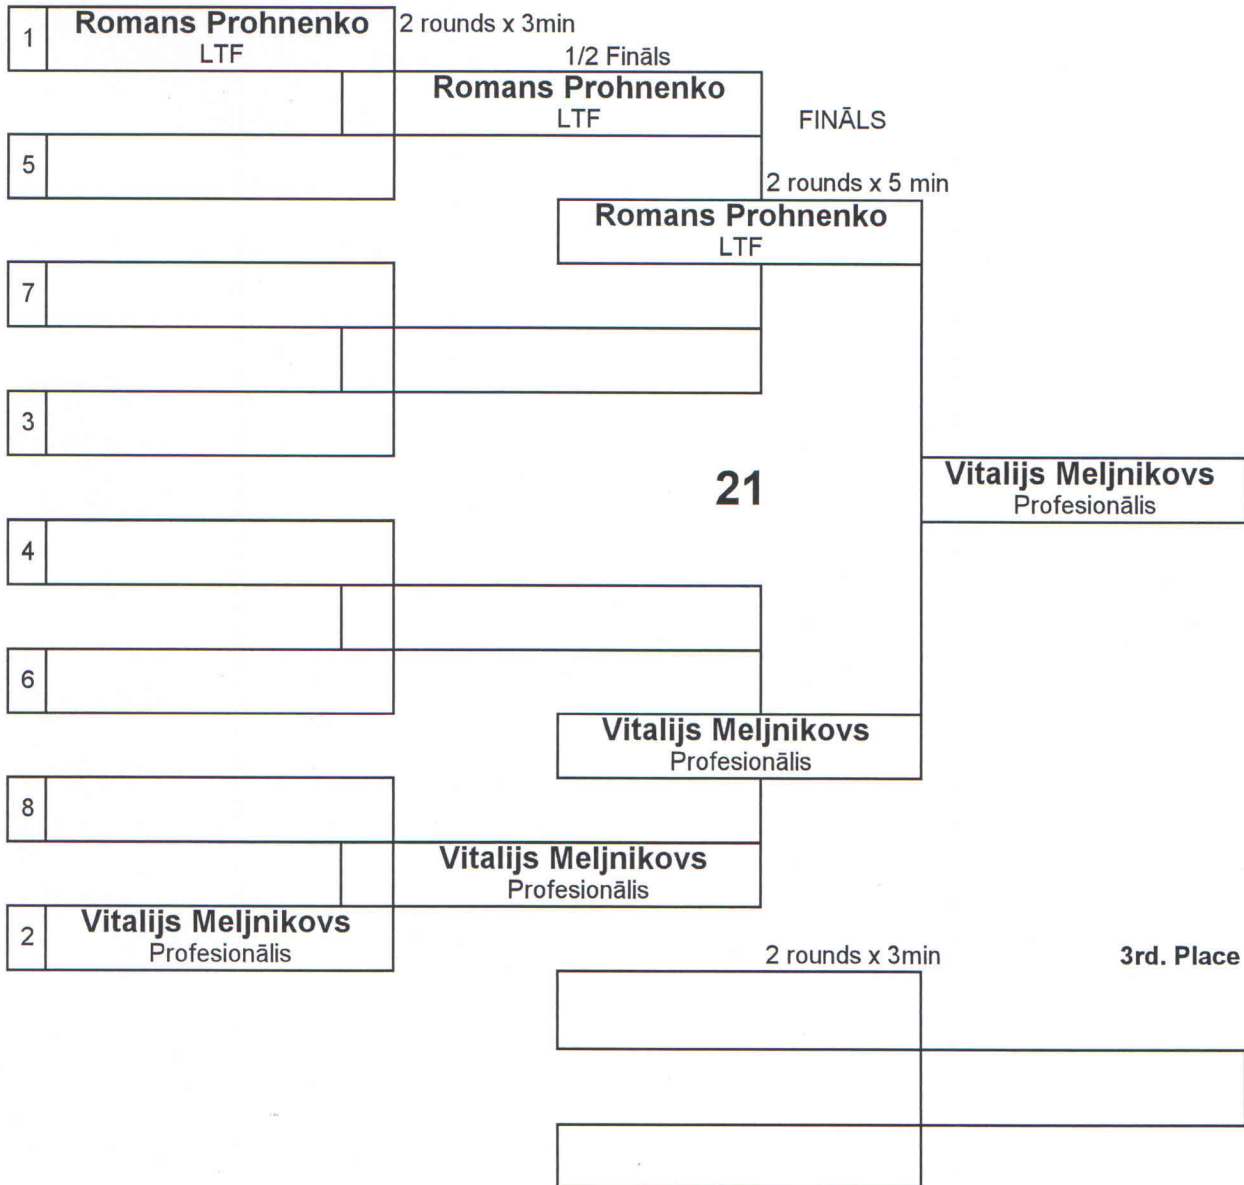 1
Romans Prohnenko
LTF
2 rounds x 3min
1/2 Fināls
Romans Prohnenko
LTF
FINĀLS
5
2 rounds x 5 min
Romans Prohnenko
LTF
7
3
21
Vitalijs Meljnikovs
Profesionālis
4
6
Vitalijs Meljnikovs
Profesionālis
8
Vitalijs Meljnikovs
Profesionālis
2
Vitalijs Meljnikovs
Profesionālis
2 rounds x 3min
3rd. Place